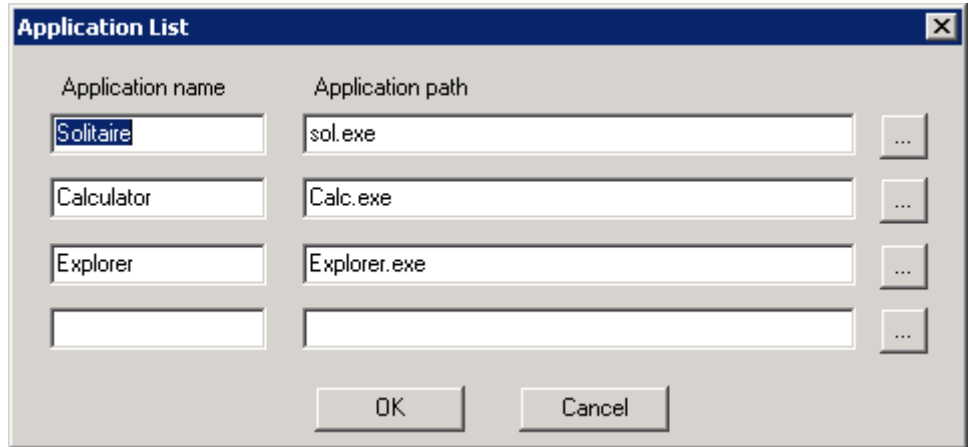 Application List
Application name Application path
Solitaire sol.exe ...
Calculator Calc.exe ...
Explorer Explorer.exe ...
...
OK Cancel